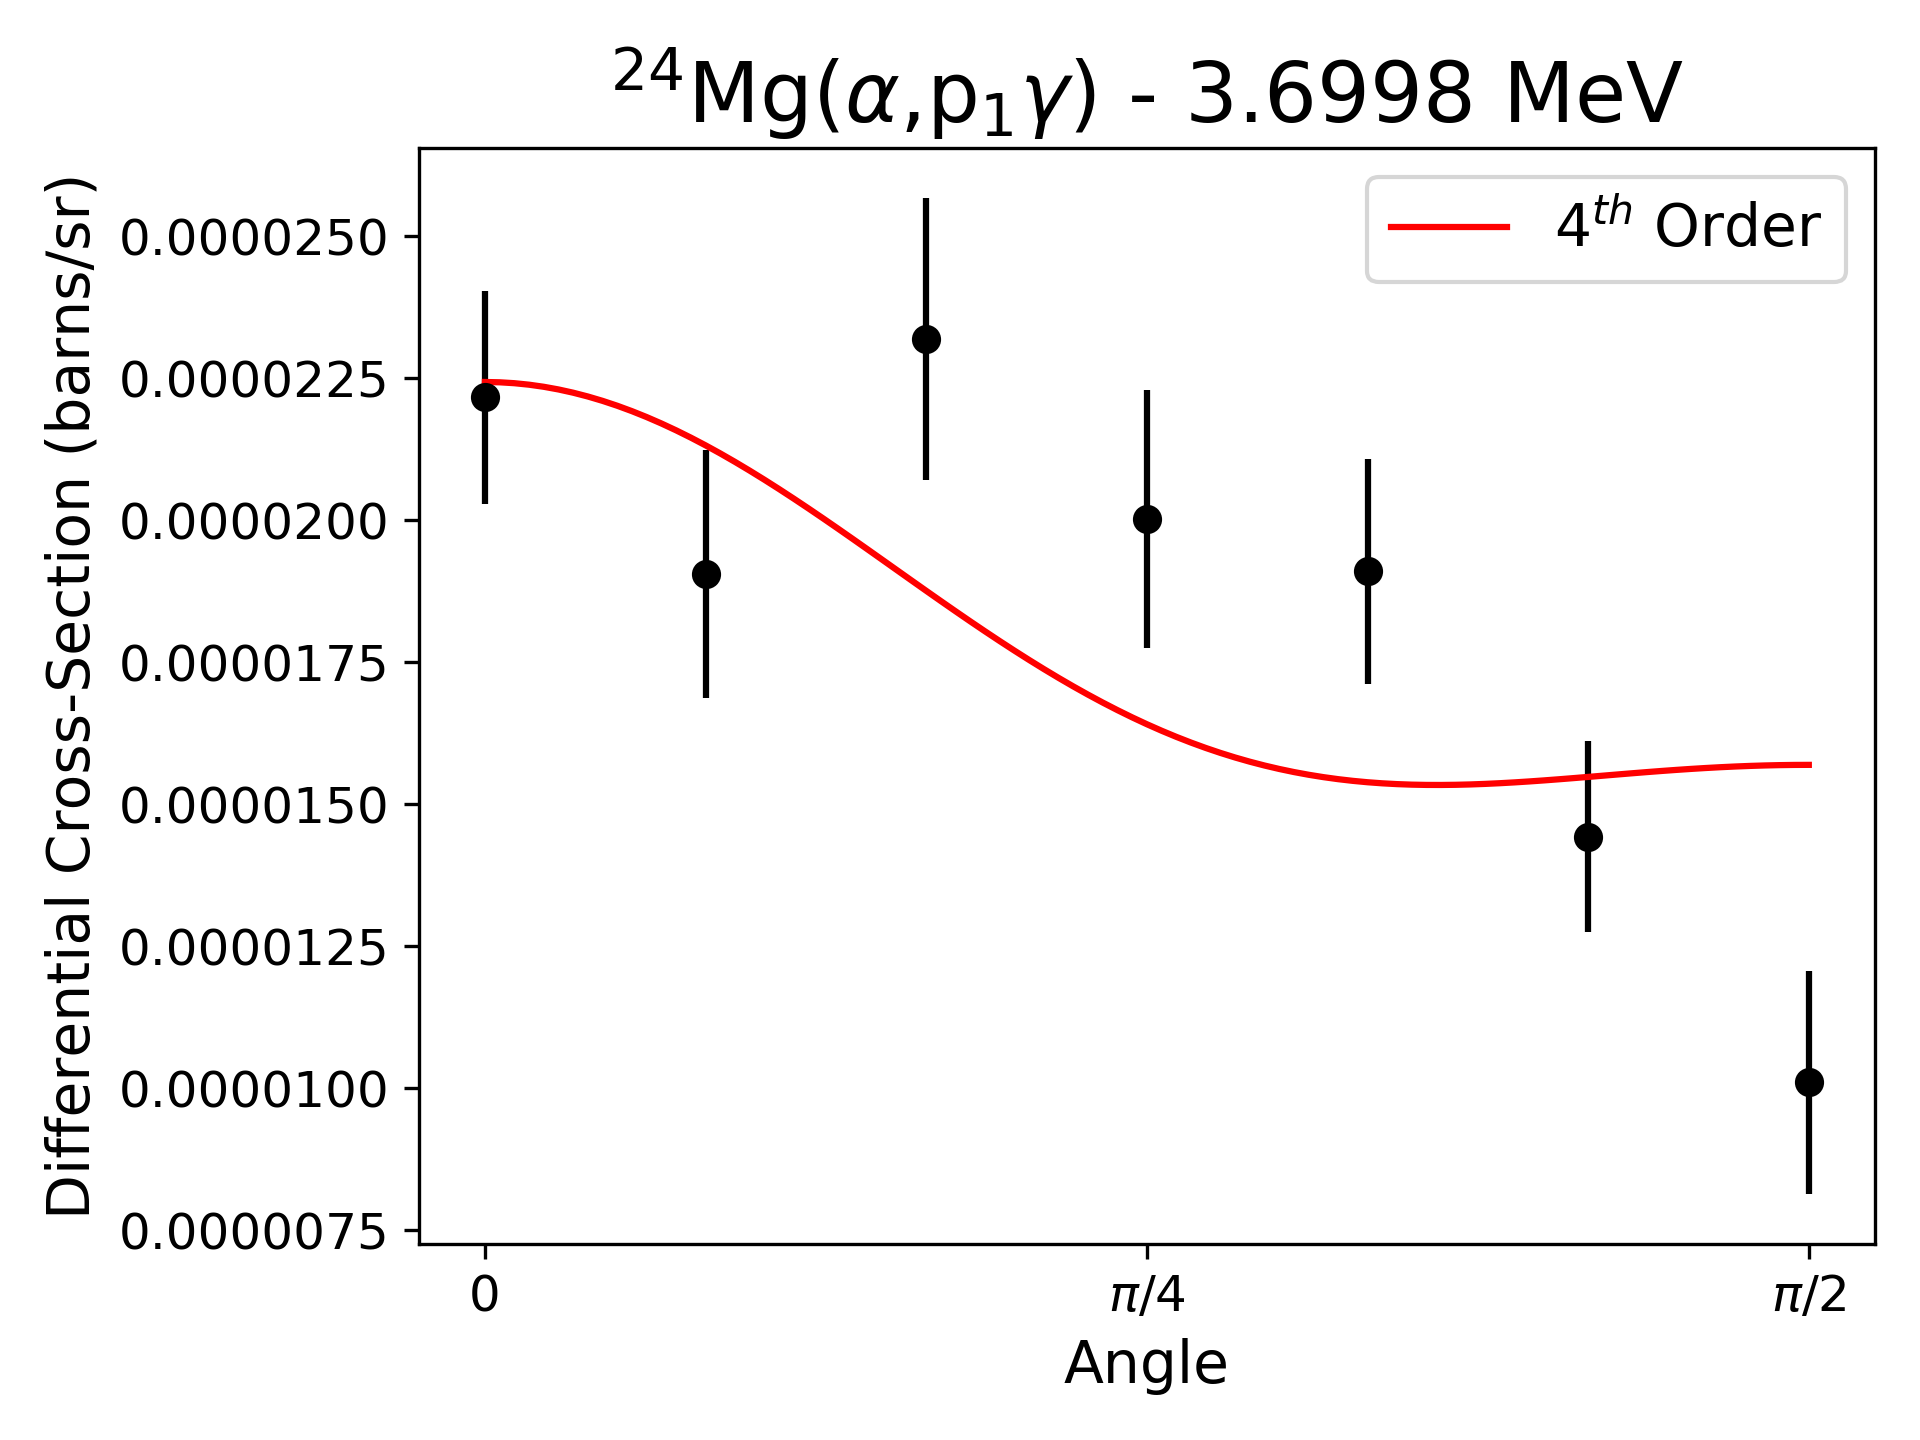 ²⁴Mg(α,p₁γ) - 3.6998 MeV
4ᵗʰ Order
Differential Cross-Section (barns/sr)
0.0000250
0.0000225
0.0000200
0.0000175
0.0000150
0.0000125
0.0000100
0.0000075
0 π/4 π/2
Angle